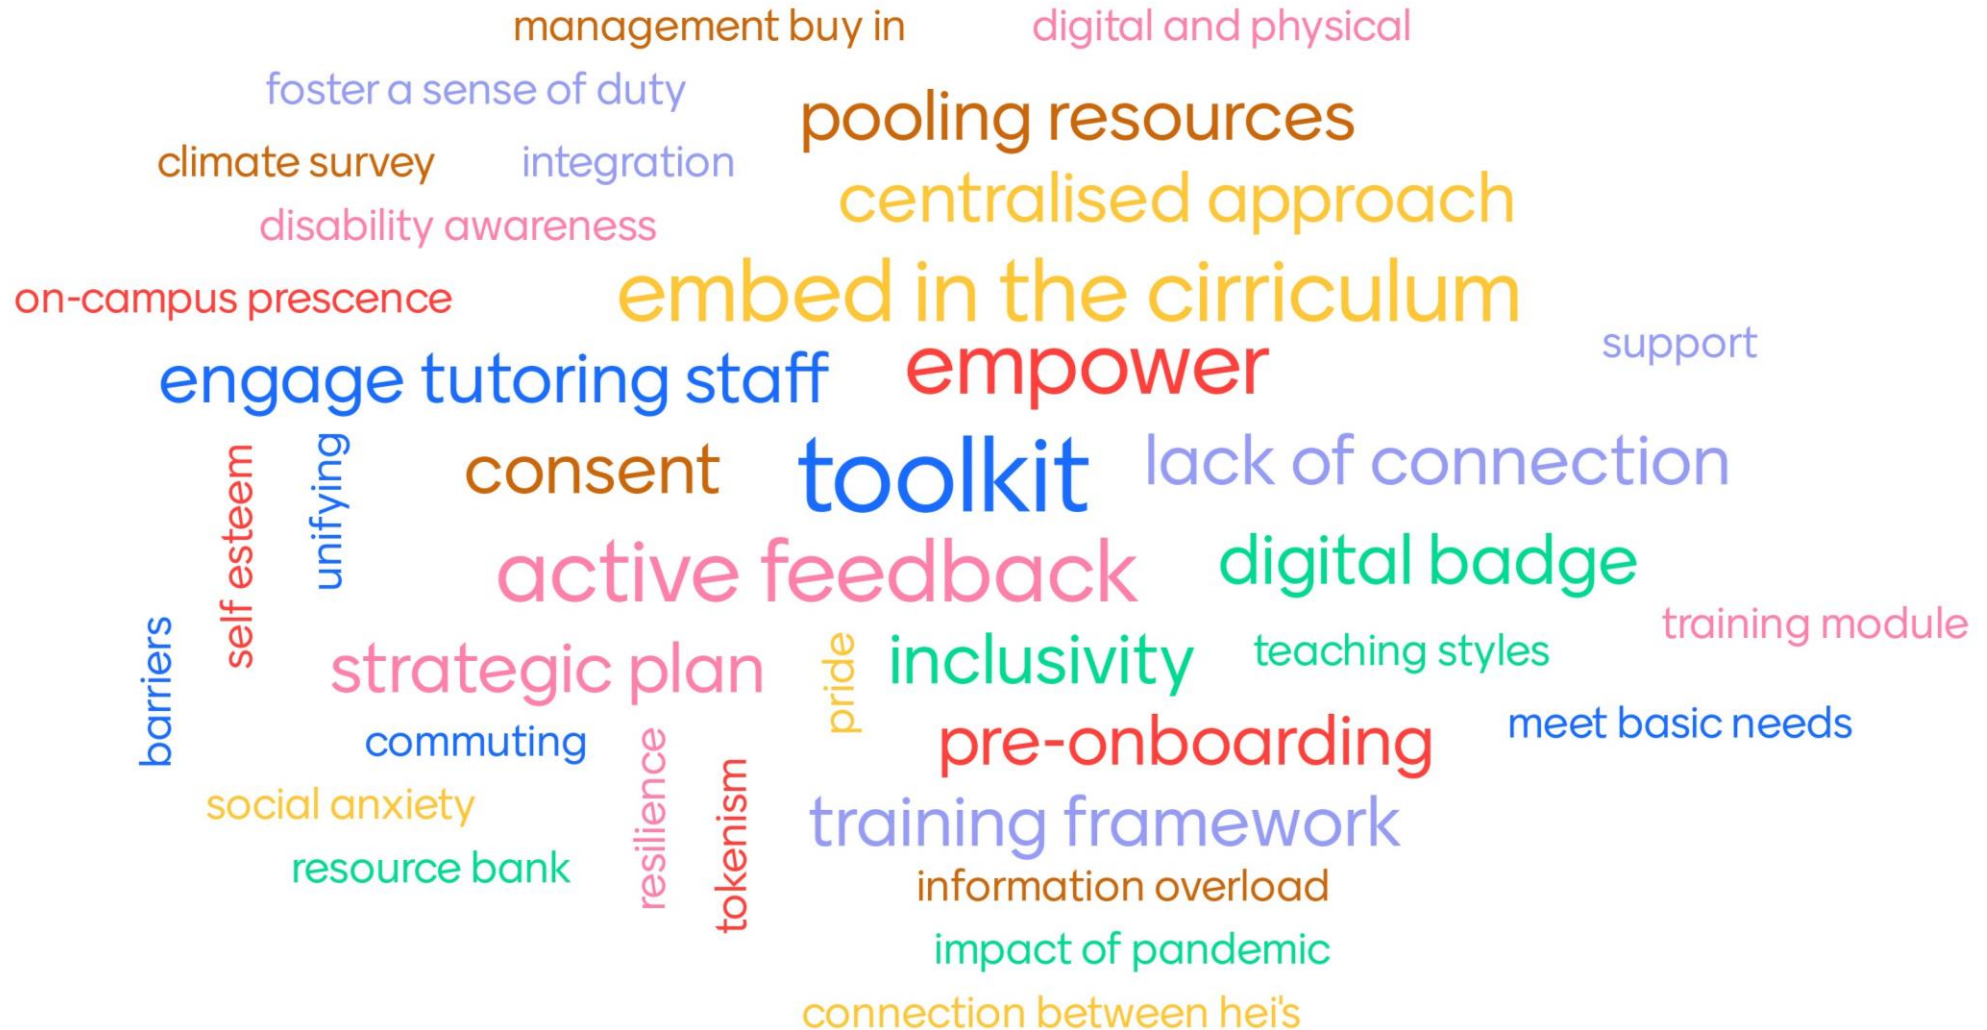 management buy in
digital and physical
foster a sense of duty
pooling resources
climate survey
integration
centralised approach
disability awareness
embed in the cirriculum
on-campus prescence
support
engage tutoring staff
empower
self esteem
unifying
consent
toolkit
lack of connection
active feedback
digital badge
training module
barriers
strategic plan
pride
inclusivity
teaching styles
commuting
resilience
tokenism
pre-onboarding
meet basic needs
social anxiety
training framework
resource bank
information overload
impact of pandemic
connection between hei's